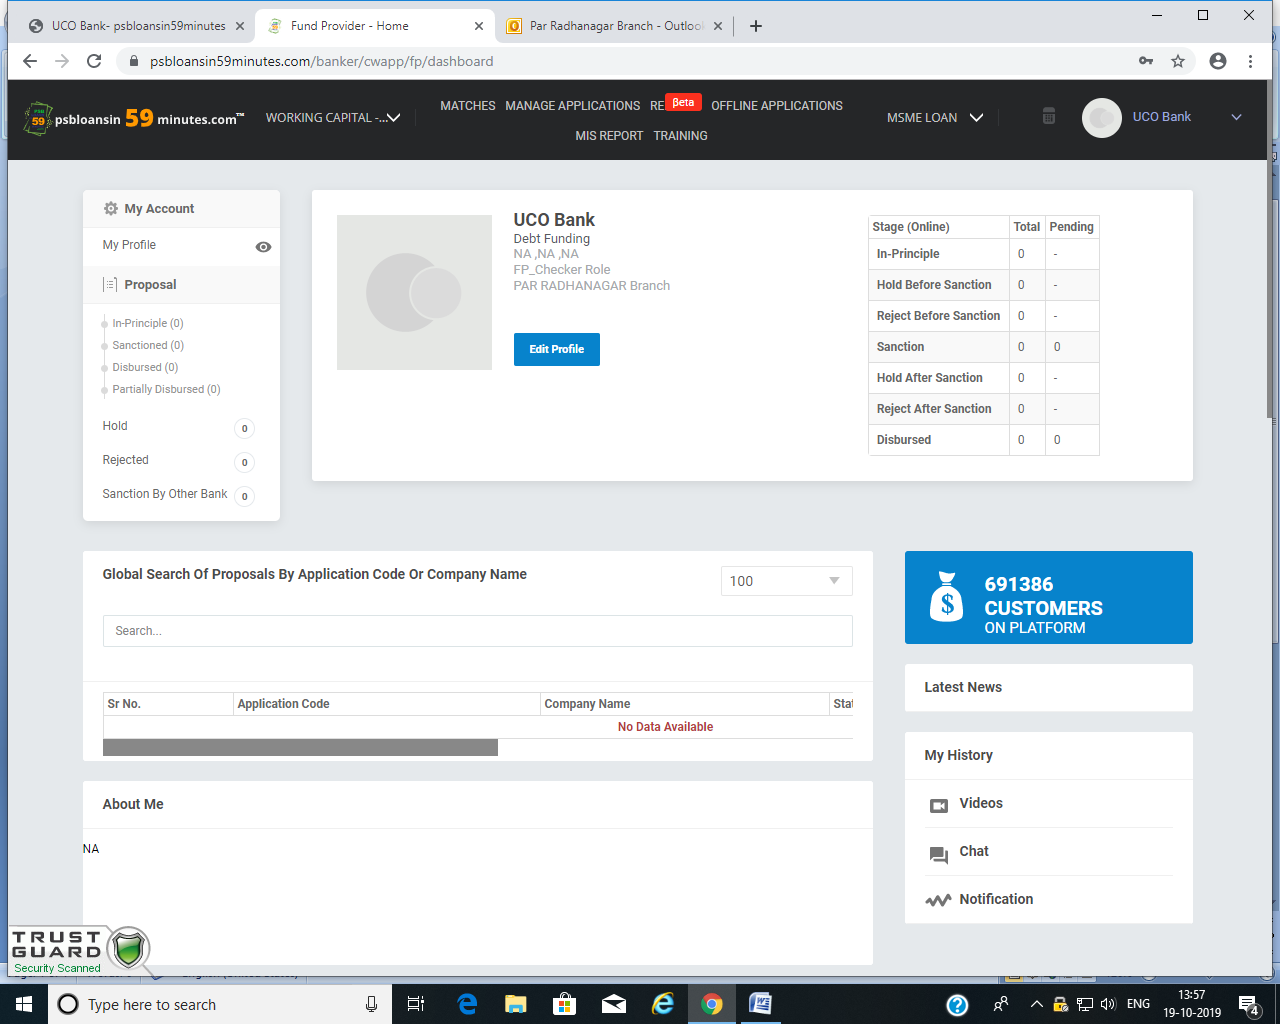 UCO Bank- psbloansin59minutes
Fund Provider - Home
Par Radhanagar Branch - Outlook
psbloansin59minutes.com/banker/cwapp/fp/dashboard
PSB
59
psbloansin 59 minutes.com™
WORKING CAPITAL -...
MATCHES MANAGE APPLICATIONS RE βeta OFFLINE APPLICATIONS
MIS REPORT TRAINING
MSME LOAN
UCO Bank
My Account
My Profile
Proposal
In-Principle (0)
Sanctioned (0)
Disbursed (0)
Partially Disbursed (0)
Hold 0
Rejected 0
Sanction By Other Bank 0
UCO Bank
Debt Funding
NA ,NA ,NA
FP_Checker Role
PAR RADHANAGAR Branch
Edit Profile
Stage (Online) Total Pending
In-Principle 0 -
Hold Before Sanction 0 -
Reject Before Sanction 0 -
Sanction 0 0
Hold After Sanction 0 -
Reject After Sanction 0 -
Disbursed 0 0
Global Search Of Proposals By Application Code Or Company Name
100
Search...
Sr No. Application Code Company Name Stat
No Data Available
691386
CUSTOMERS
ON PLATFORM
Latest News
My History
Videos
Chat
Notification
About Me
NA
TRUST
GUARD
Security Scanned
Type here to search
ENG
13:57
19-10-2019
4